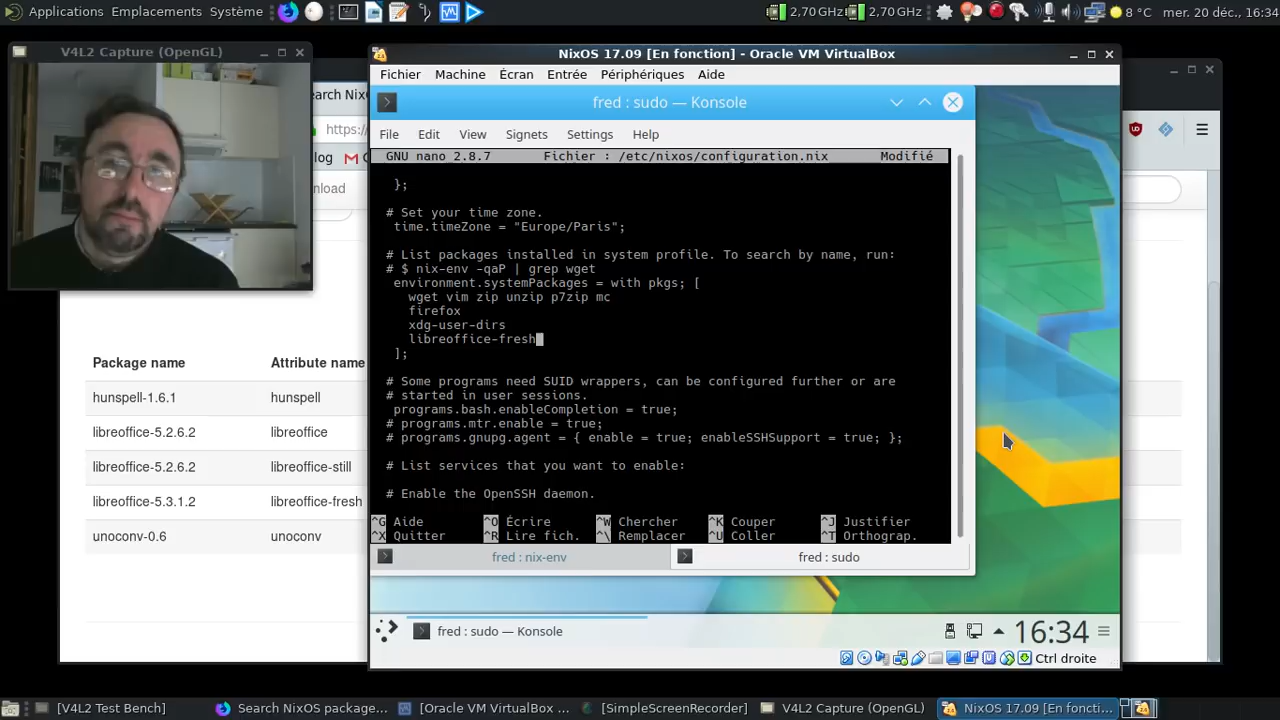 Applications Emplacements Système
2,70 GHz 2,70 GHz
8 °C mer. 20 déc., 16:34
V4L2 Capture (OpenGL)
NixOS 17.09 [En fonction] - Oracle VM VirtualBox
Fichier Machine Écran Entrée Périphériques Aide
fred : sudo — Konsole
File Edit View Signets Settings Help
GNU nano 2.8.7 Fichier : /etc/nixos/configuration.nix Modifié
};
# Set your time zone.
time.timeZone = "Europe/Paris";
# List packages installed in system profile. To search by name, run:
# $ nix-env -qaP | grep wget
environment.systemPackages = with pkgs; [
wget vim zip unzip p7zip mc
firefox
xdg-user-dirs
libreoffice-fresh
];
# Some programs need SUID wrappers, can be configured further or are
# started in user sessions.
programs.bash.enableCompletion = true;
# programs.mtr.enable = true;
# programs.gnupg.agent = { enable = true; enableSSHSupport = true; };
# List services that you want to enable:
# Enable the OpenSSH daemon.
^G Aide ^O Écrire ^W Chercher ^K Couper ^J Justifier
^X Quitter ^R Lire fich. ^\ Remplacer ^U Coller ^T Orthograp.
fred : nix-env fred : sudo
fred : sudo — Konsole
16:34
Ctrl droite
earch NixO
https:/
log
nload
Package name Attribute name
hunspell-1.6.1 hunspell
libreoffice-5.2.6.2 libreoffice
libreoffice-5.2.6.2 libreoffice-still
libreoffice-5.3.1.2 libreoffice-fresh
unoconv-0.6 unoconv
[V4L2 Test Bench] Search NixOS package... [Oracle VM VirtualBox ... [SimpleScreenRecorder] V4L2 Capture (OpenGL) NixOS 17.09 [En foncti...